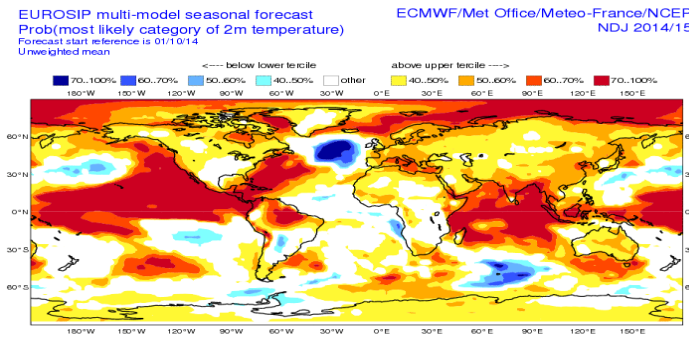 EUROSIP multi-model seasonal forecast
ECMWF/Met Office/Meteo-France/NCEP
Prob(most likely category of 2m temperature)
NDJ 2014/15
Forecast start reference is 01/10/14
Unweighted mean
<---- below lower tercile
above upper tercile ---->
70..100% 60..70% 50..60% 40..50% other 40..50% 50..60% 60..70% 70..100%
180°W 150°W 120°W 90°W 60°W 30°W 0°E 30°E 60°E 90°E 120°E 150°E 180°E
60°N
30°N
0°N
30°S
60°S
180°W 150°W 120°W 90°W 60°W 30°W 0°E 30°E 60°E 90°E 120°E 150°E 180°E